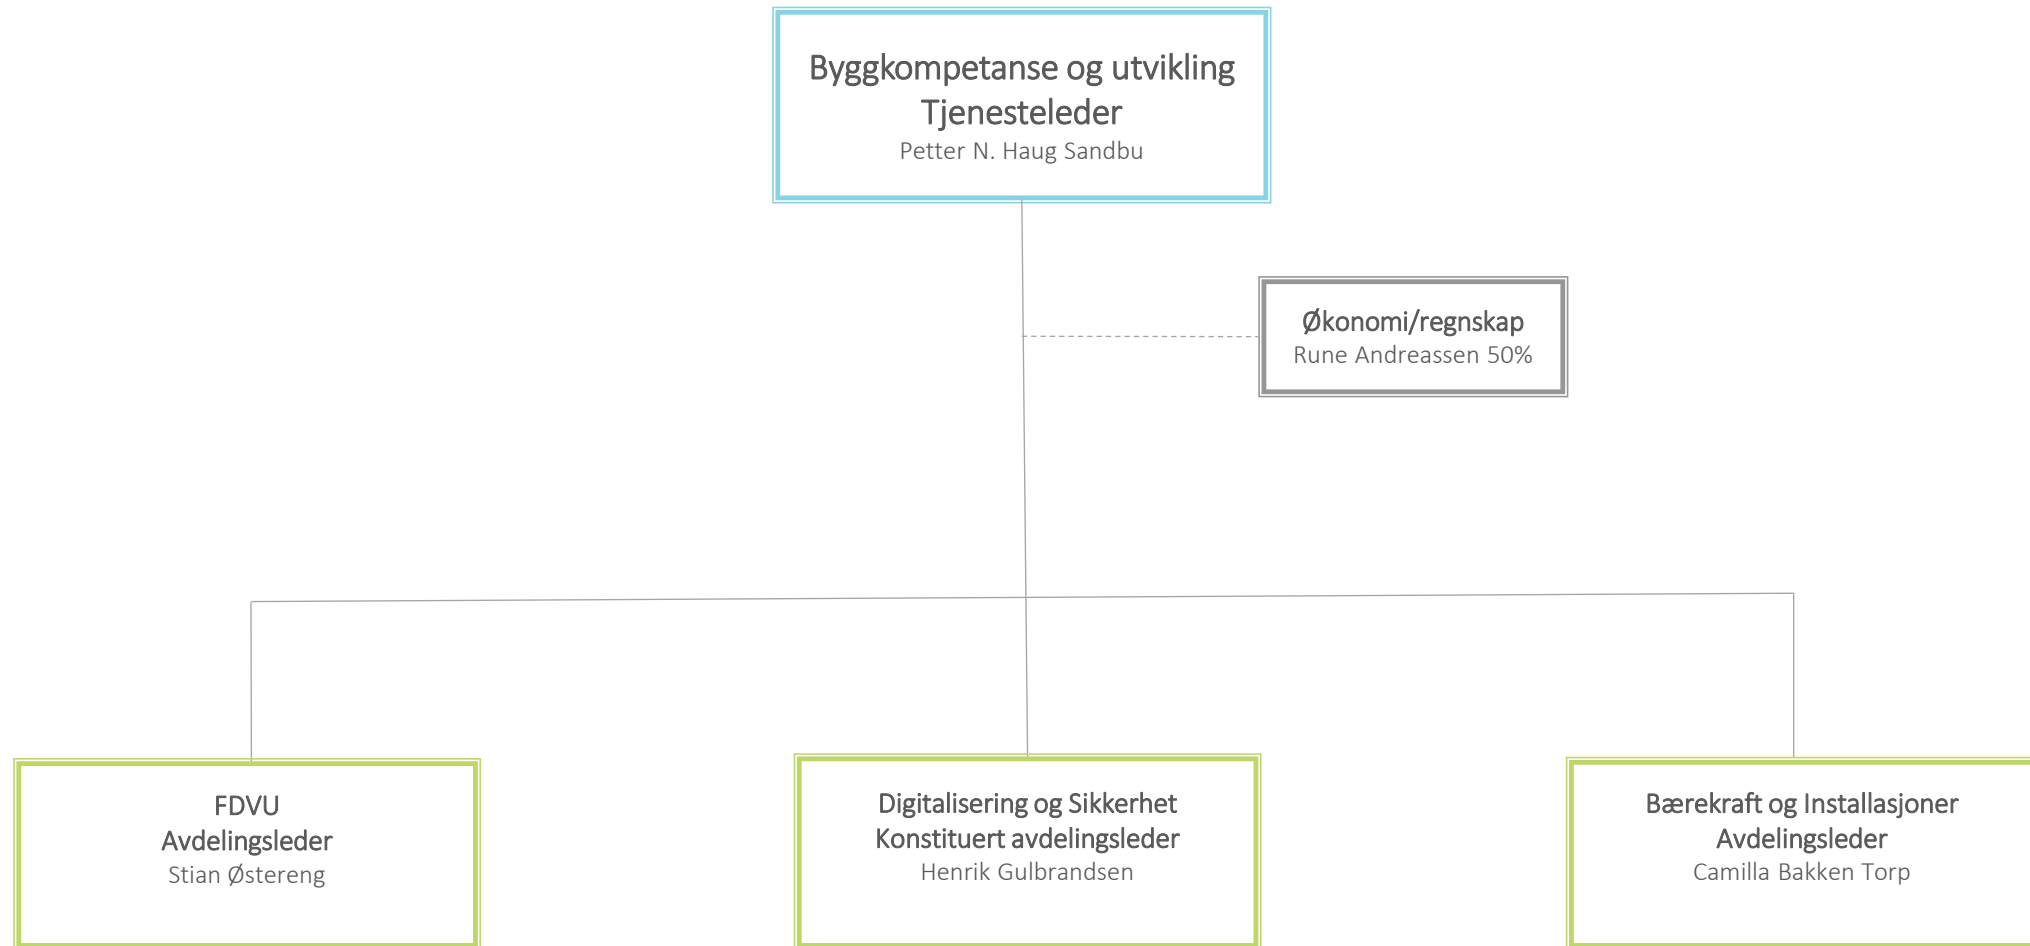 Byggkompetanse og utvikling
Tjenesteleder
Petter N. Haug Sandbu
Økonomi/regnskap
Rune Andreassen 50%
FDVU
Avdelingsleder
Stian Østereng
Digitalisering og Sikkerhet
Konstituert avdelingsleder
Henrik Gulbrandsen
Bærekraft og Installasjoner
Avdelingsleder
Camilla Bakken Torp